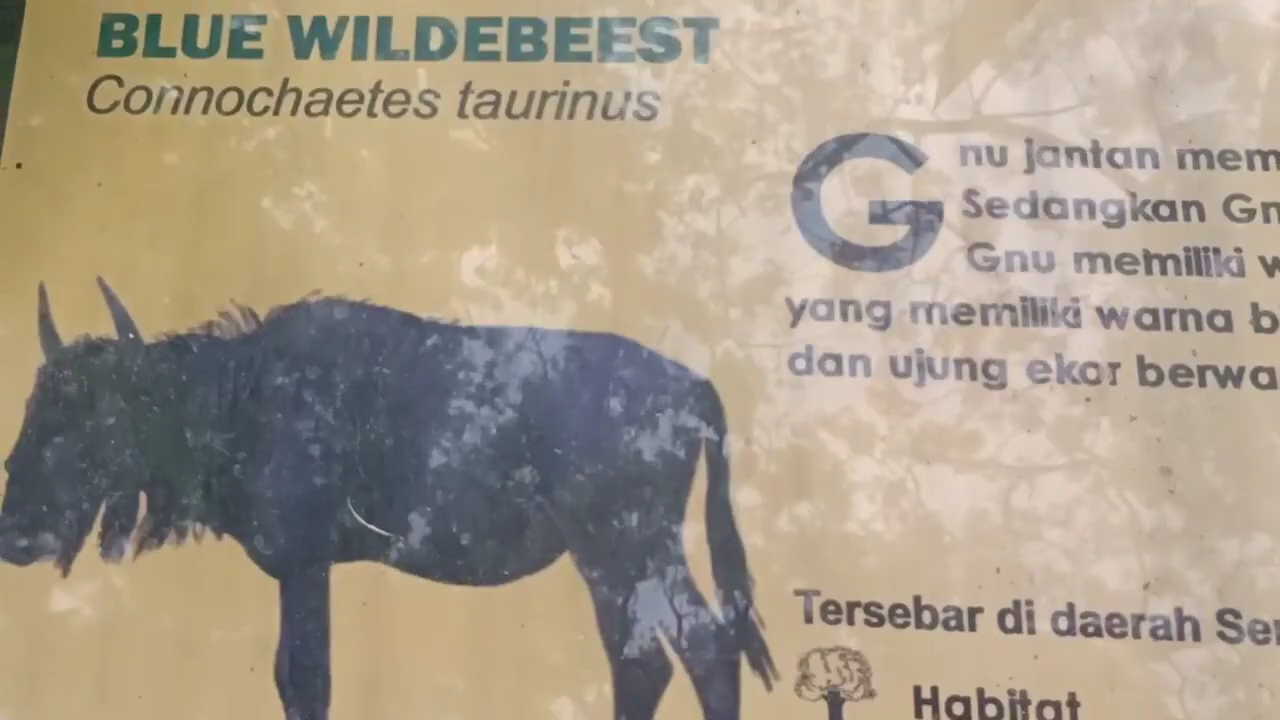 BLUE WILDEBEEST
Connochaetes taurinus
Gnu jantan mem
Sedangkan Gn
Gnu memiliki w
yang memiliki warna b
dan ujung ekor berwa
Tersebar di daerah Ser
Habitat